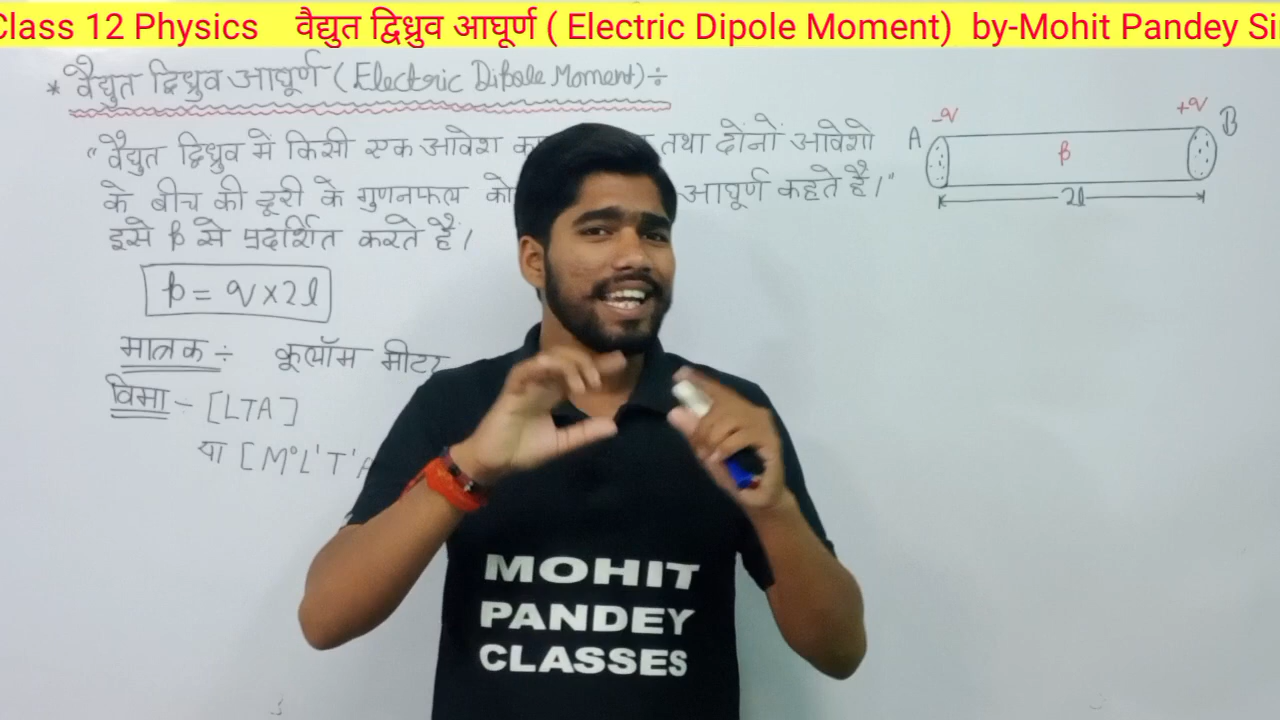 Class 12 Physics वैद्युत द्विध्रुव आघूर्ण ( Electric Dipole Moment) by-Mohit Pandey Si
* वैद्युत द्विध्रुव आघूर्ण ( Electric Dipole Moment) ÷
" वैद्युत द्विध्रुव में किसी एक आवेश का तथा दोंनों आवेशो
के बीच की दूरी के गुणनफल को आघूर्ण कहते हैं।"
इसे p से प्रदर्शित करते हैं।
p = q × 2l
मात्रक ÷ कूलॉम मीटर
विमा - [LTA]
या [M⁰L¹T¹A
-q +q
A p B
2l
MOHIT
PANDEY
CLASSES